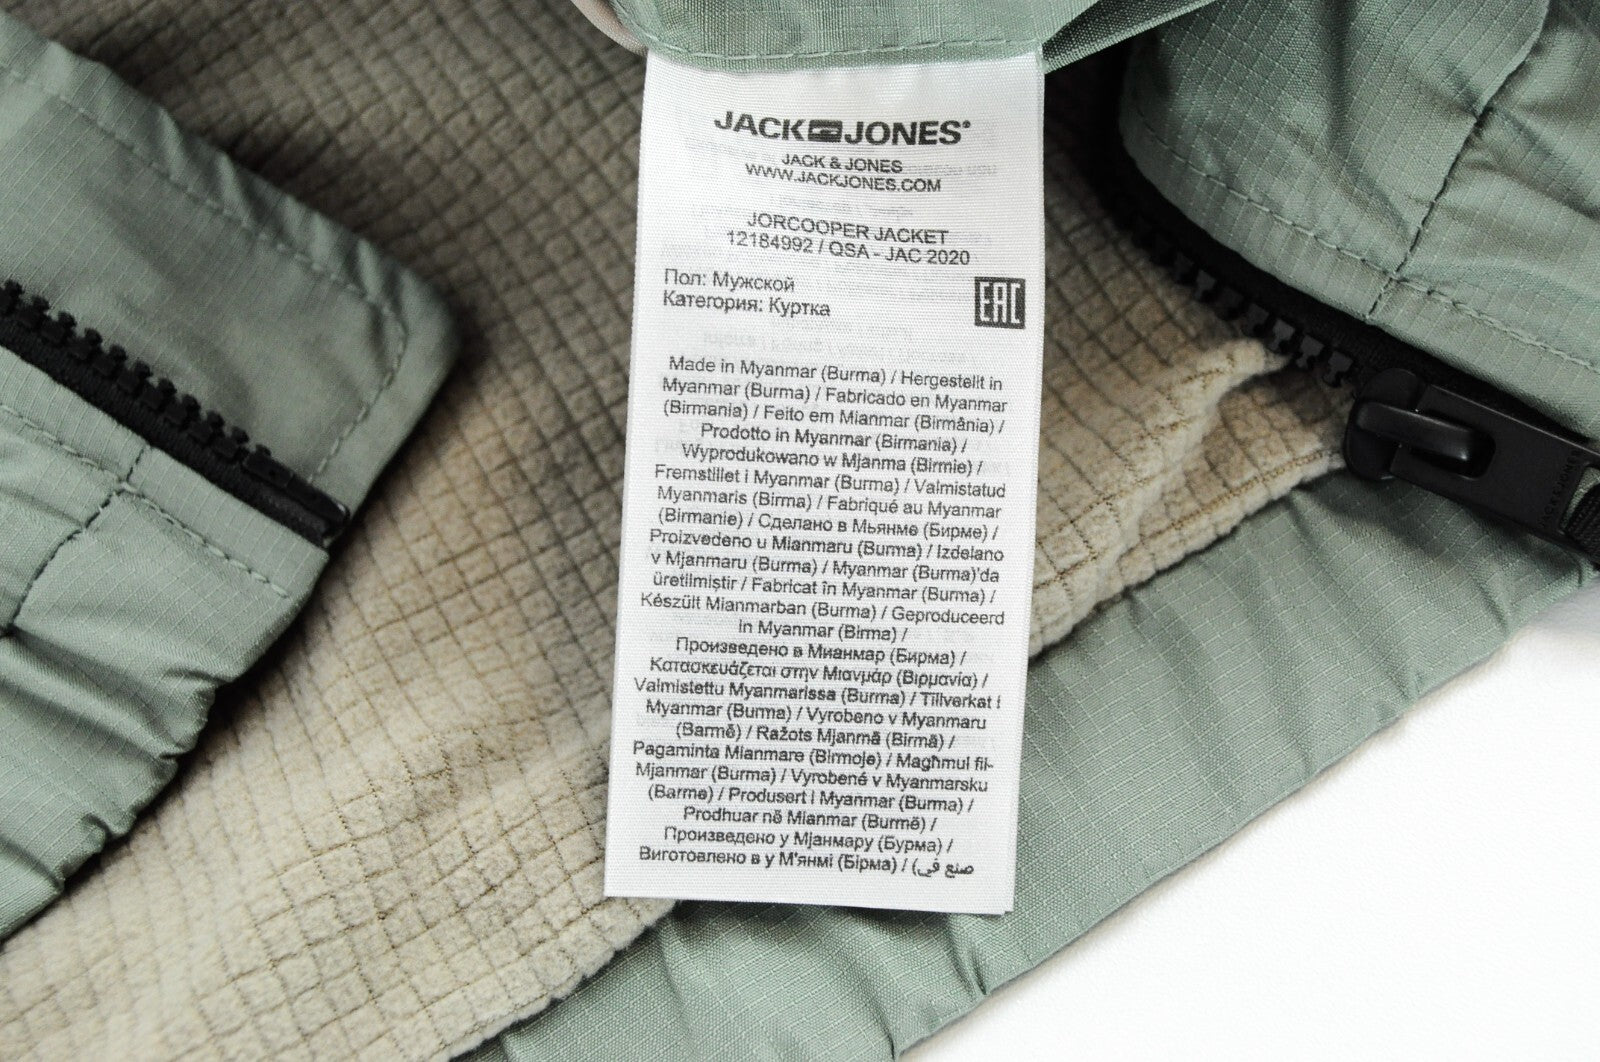 JACK JONES®
JACK & JONES
WWW.JACKJONES.COM
JORCOOPER JACKET
12184992 / QSA - JAC 2020
Пол: Мужской
Категория: Куртка
EAC
Made in Myanmar (Burma) / Hergestellt in
Myanmar (Burma) / Fabricado en Myanmar
(Birmania) / Feito em Mianmar (Birmânia) /
Prodotto in Myanmar (Birmania) /
Wyprodukowano w Mjanma (Birmie) /
Fremstillet i Myanmar (Burma) / Valmistatud
Myanmaris (Birma) / Fabriqué au Myanmar
(Birmanie) / Сделано в Мьянме (Бирме) /
Proizvedeno u Mianmaru (Burma) / Izdelano
v Mjanmaru (Burma) / Myanmar (Burma)'da
üretilmiştir / Fabricat în Myanmar (Burma) /
Készült Mianmarban (Burma) / Geproduceerd
in Myanmar (Birma) /
Произведено в Мианмар (Бирма) /
Κατασκευάζεται στην Μιανμάρ (Βιρμανία) /
Valmistettu Myanmarissa (Burma) / Tillverkat i
Myanmar (Burma) / Vyrobeno v Myanmaru
(Barmě) / Ražots Mjanmā (Birmā) /
Pagaminta Mianmare (Birmoje) / Magħmul fil-
Mjanmar (Burma) / Vyrobené v Myanmarsku
(Barme) / Produsert i Myanmar (Burma) /
Prodhuar në Mianmar (Burmë) /
Произведено у Мјанмару (Бурма) /
Виготовлено в у М'янмі (Бірма) / (صنع في
JACK & JONES